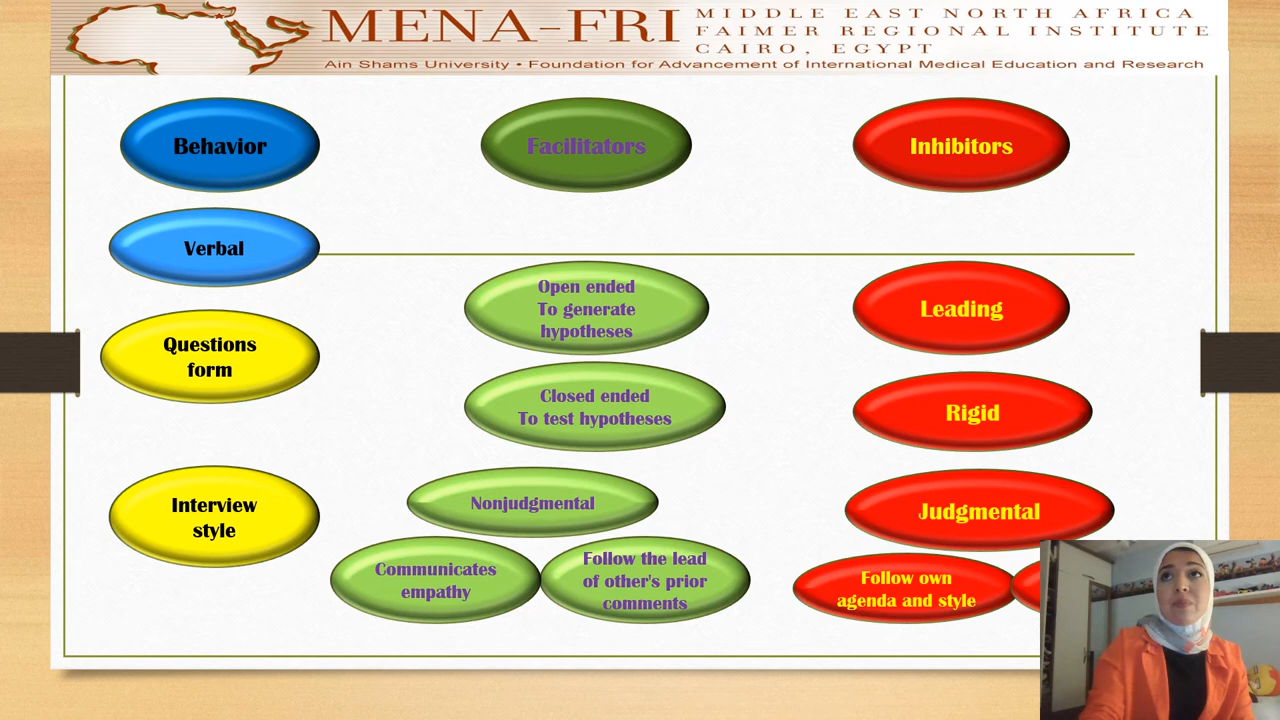 MENA-FRI
MIDDLE EAST NORTH AFRICA
FAIMER REGIONAL INSTITUTE
CAIRO, EGYPT
Ain Shams University • Foundation for Advancement of International Medical Education and Research
Behavior
Facilitators
Inhibitors
Verbal
Questions
form
Open ended
To generate
hypotheses
Leading
Closed ended
To test hypotheses
Rigid
Interview
style
Nonjudgmental
Judgmental
Communicates
empathy
Follow the lead
of other's prior
comments
Follow own
agenda and style